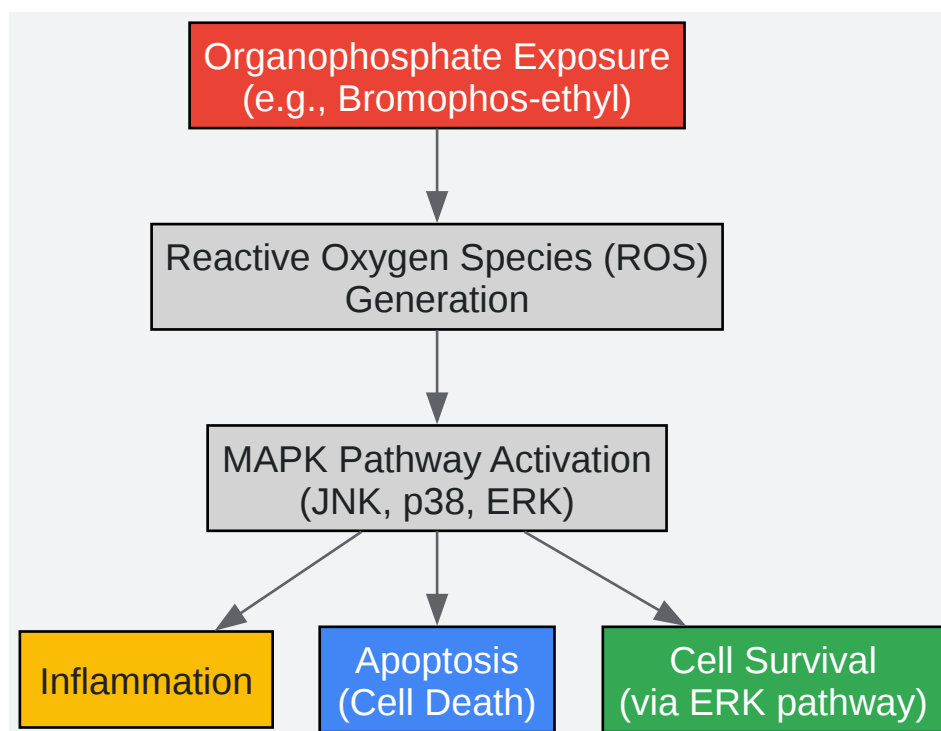 Organophosphate Exposure
(e.g., Bromophos-ethyl)
Reactive Oxygen Species (ROS)
Generation
MAPK Pathway Activation
(JNK, p38, ERK)
Inflammation
Apoptosis
(Cell Death)
Cell Survival
(via ERK pathway)